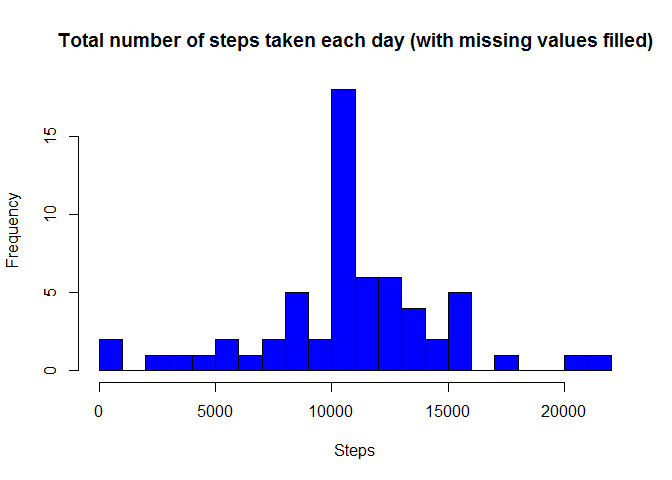 Total number of steps taken each day (with missing values filled)
15
10
5
0
Frequency
0 5000 10000 15000 20000
Steps